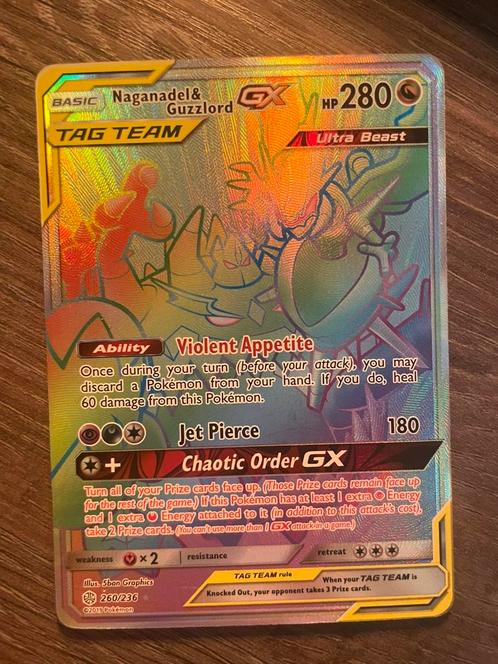 BASIC Naganadel& Guzzlord GX HP280
TAG TEAM
Ultra Beast
Ability Violent Appetite
Once during your turn (before your attack), you may
discard a Pokémon from your hand. If you do, heal
60 damage from this Pokémon.
Jet Pierce 180
+ Chaotic Order GX
Turn all of your Prize cards face up. (Those Prize cards remain face up
for the rest of the game.) If this Pokémon has at least 1 extra Energy
and 1 extra Energy attached to it (in addition to this attack's cost),
take 2 Prize cards. (You can't use more than 1 GX attack in a game.)
weakness ×2 resistance retreat
TAG TEAM rule
When your TAG TEAM is
Knocked Out, your opponent takes 3 Prize cards.
Illus. 5ban Graphics
260/236
©2019 Pokémon